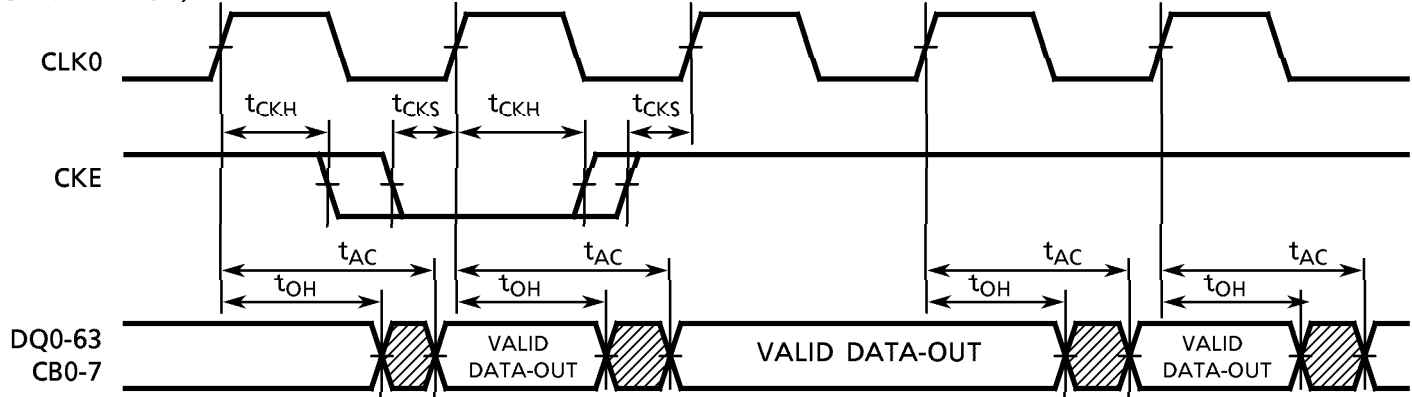 CLK0
tCKH
tCKS
tCKH
tCKS
CKE
tAC
tAC
tAC
tAC
tOH
tOH
tOH
tOH
DQ0-63
CB0-7
VALID
DATA-OUT
VALID DATA-OUT
VALID
DATA-OUT